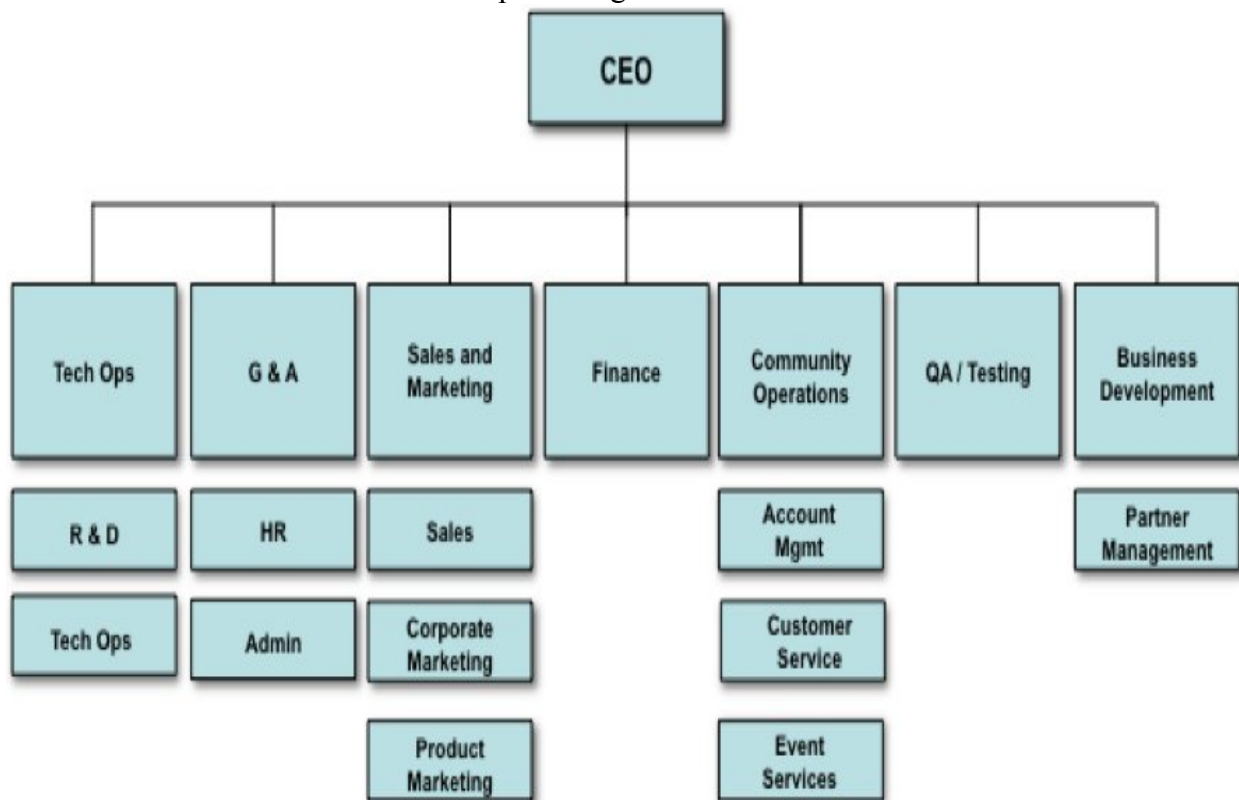 CEO
Tech Ops
G & A
Sales and
Marketing
Finance
Community
Operations
QA / Testing
Business
Development
R & D
HR
Sales
Account
Mgmt
Partner
Management
Tech Ops
Admin
Corporate
Marketing
Customer
Service
Product
Marketing
Event
Services